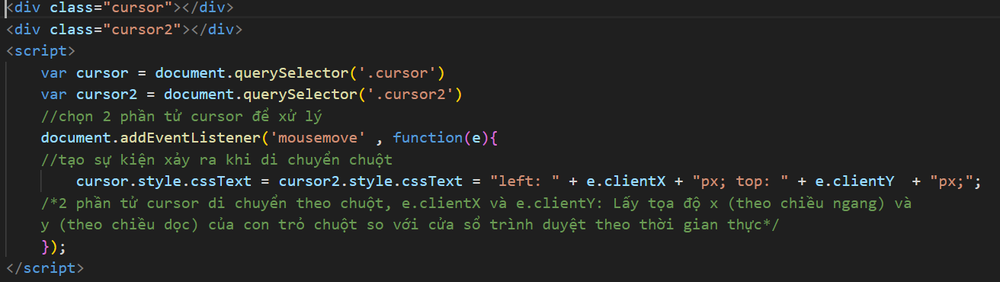 <div class="cursor"></div>
<div class="cursor2"></div>
<script>
    var cursor = document.querySelector('.cursor')
    var cursor2 = document.querySelector('.cursor2')
    //chọn 2 phần tử cursor để xử lý
    document.addEventListener('mousemove' , function(e){
    //tạo sự kiện xảy ra khi di chuyển chuột
        cursor.style.cssText = cursor2.style.cssText = "left: " + e.clientX + "px; top: " + e.clientY  + "px;";
    /*2 phần tử cursor di chuyển theo chuột, e.clientX và e.clientY: Lấy tọa độ x (theo chiều ngang) và
    y (theo chiều dọc) của con trỏ chuột so với cửa sổ trình duyệt theo thời gian thực*/
    });
</script>